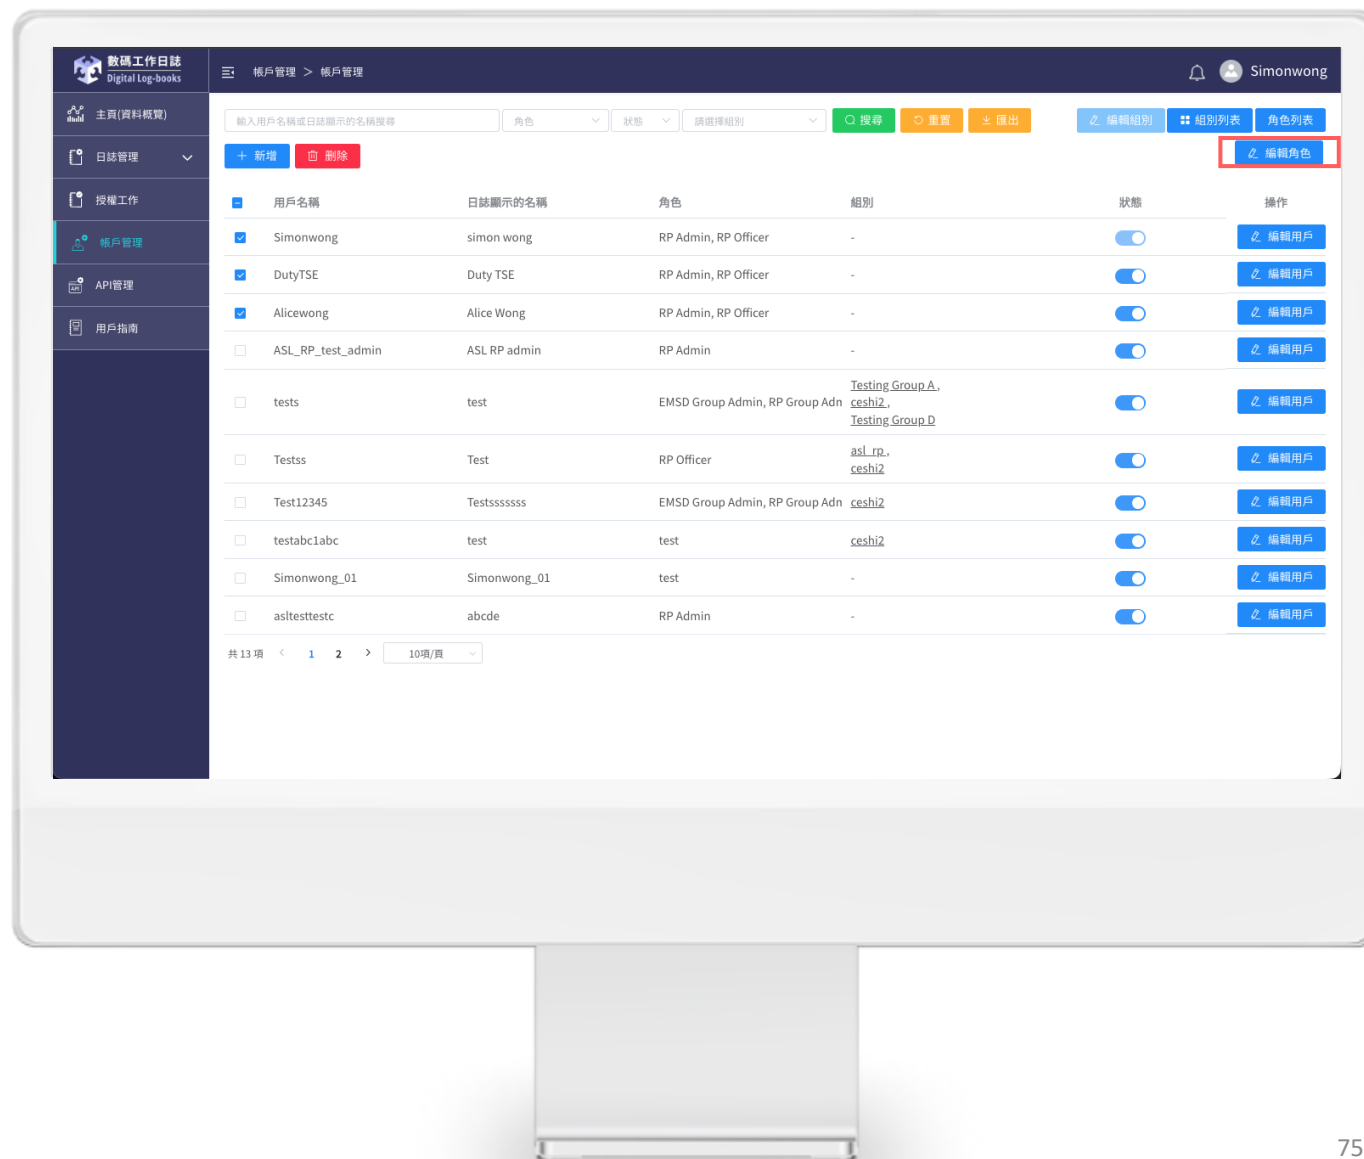 數碼工作日誌
Digital Log-books
帳戶管理 > 帳戶管理
Simonwong
主頁(資料概覽)
日誌管理
授權工作
帳戶管理
API管理
用戶指南
輸入用戶名稱或日誌顯示的名稱搜尋 角色 狀態 請選擇組別 搜尋 重置 匯出 編輯組別 組別列表 角色列表
新增 刪除 編輯角色
用戶名稱 日誌顯示的名稱 角色 組別 狀態 操作
Simonwong simon wong RP Admin, RP Officer - 編輯用戶
DutyTSE Duty TSE RP Admin, RP Officer - 編輯用戶
Alicewong Alice Wong RP Admin, RP Officer - 編輯用戶
ASL_RP_test_admin ASL RP admin RP Admin - 編輯用戶
Testing Group A ,
tests test EMSD Group Admin, RP Group Adn ceshi2 , 編輯用戶
Testing Group D
asl_rp ,
Testss Test RP Officer 編輯用戶
ceshi2
Test12345 Testsssssss EMSD Group Admin, RP Group Adn ceshi2 編輯用戶
testabc1abc test test ceshi2 編輯用戶
Simonwong_01 Simonwong_01 test - 編輯用戶
asltesttestc abcde RP Admin - 編輯用戶
共 13 項 < 1 2 > 10項/頁
75